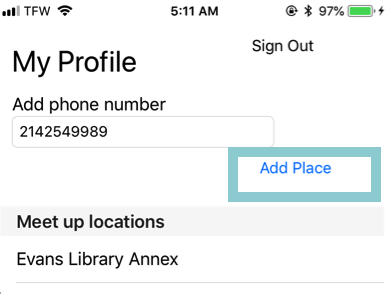 TFW 5:11 AM 97%
Sign Out
My Profile
Add phone number
2142549989
Add Place
Meet up locations
Evans Library Annex